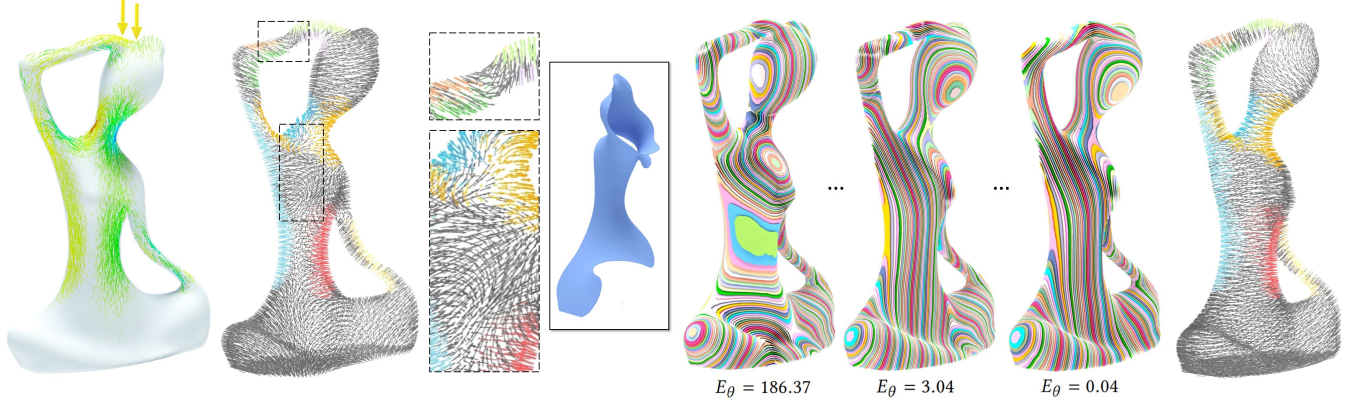 ... ...
E_θ = 186.37 E_θ = 3.04 E_θ = 0.04